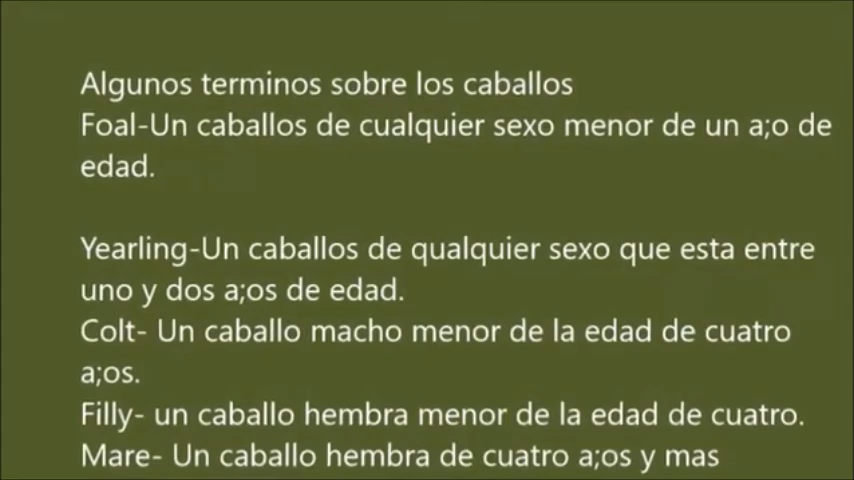 Algunos terminos sobre los caballos
Foal-Un caballos de cualquier sexo menor de un a;o de
edad.
Yearling-Un caballos de qualquier sexo que esta entre
uno y dos a;os de edad.
Colt- Un caballo macho menor de la edad de cuatro
a;os.
Filly- un caballo hembra menor de la edad de cuatro.
Mare- Un caballo hembra de cuatro a;os y mas